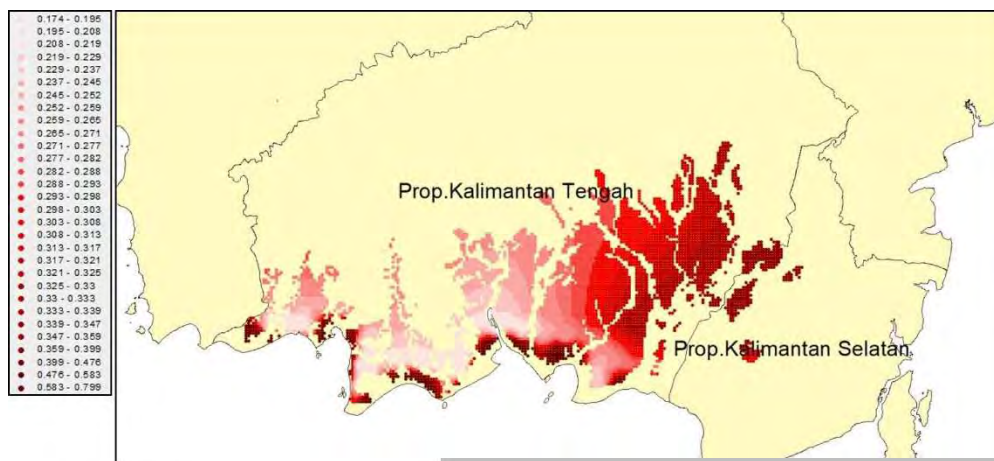 0.174 - 0.195
0.195 - 0.208
0.208 - 0.219
0.219 - 0.229
0.229 - 0.237
0.237 - 0.245
0.245 - 0.252
0.252 - 0.259
0.259 - 0.265
0.265 - 0.271
0.271 - 0.277
0.277 - 0.282
0.282 - 0.288
0.288 - 0.293
0.293 - 0.298
0.298 - 0.303
0.303 - 0.308
0.308 - 0.313
0.313 - 0.317
0.317 - 0.321
0.321 - 0.325
0.325 - 0.33
0.33 - 0.333
0.333 - 0.339
0.339 - 0.347
0.347 - 0.359
0.359 - 0.399
0.399 - 0.476
0.476 - 0.583
0.583 - 0.799
Prop.Kalimantan Tengah
Prop.Kalimantan Selatan